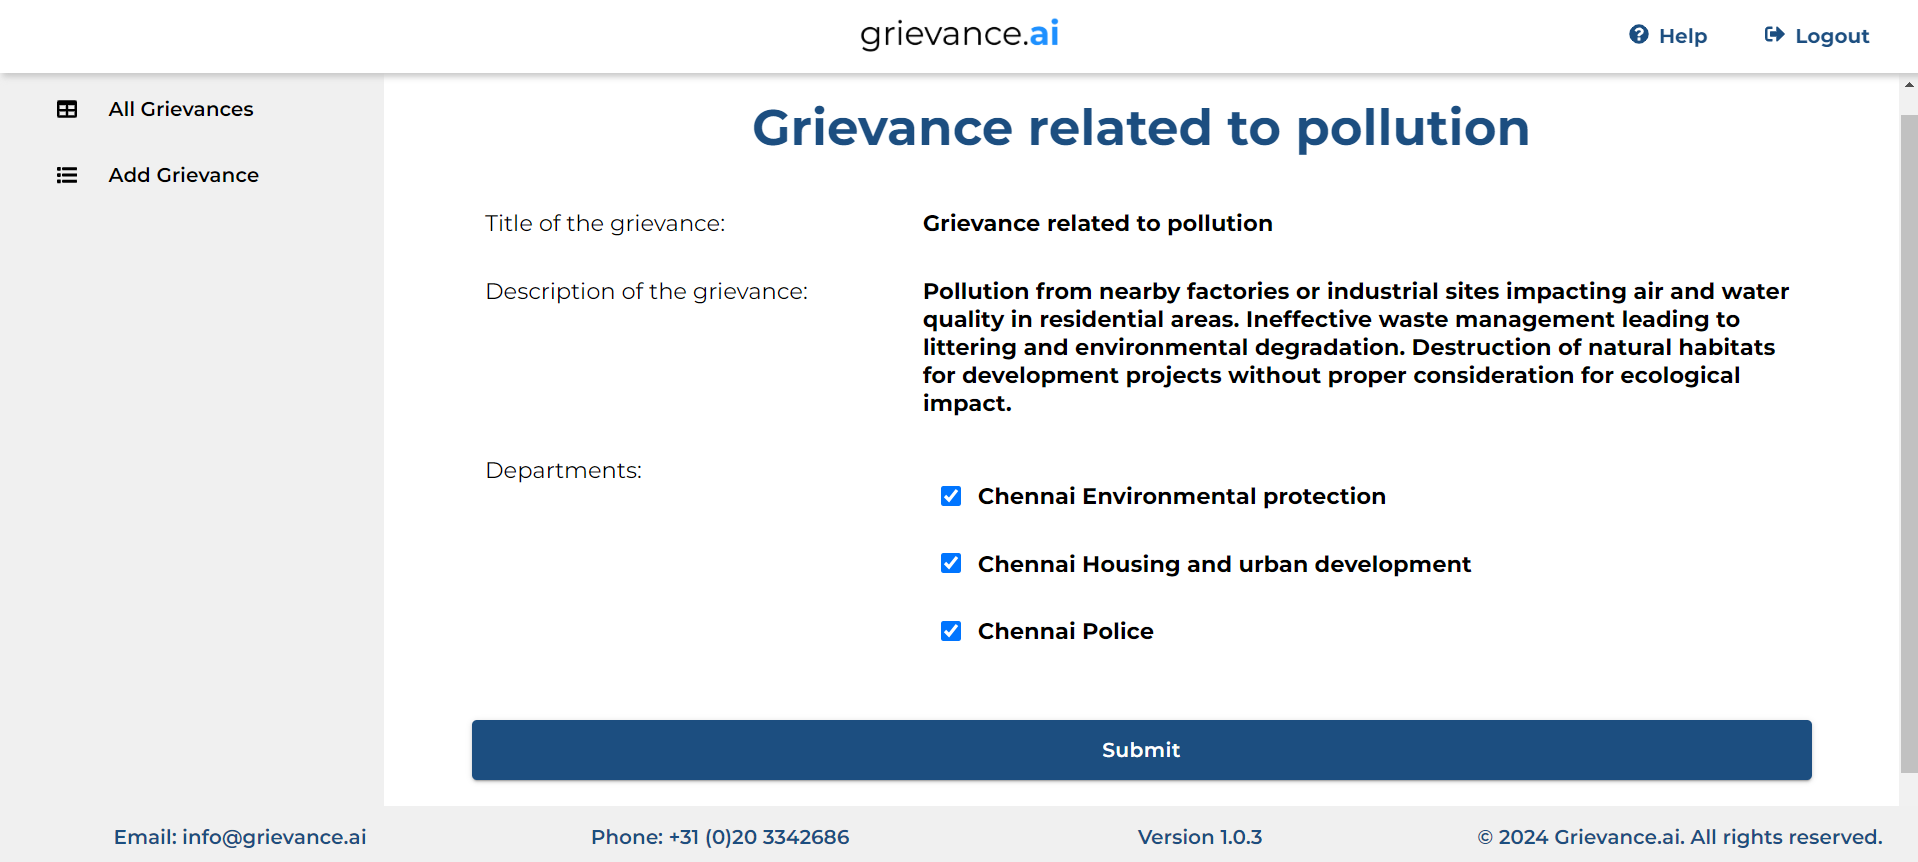 grievance.ai
Help
Logout
All Grievances
Add Grievance
Grievance related to pollution
Title of the grievance:
Grievance related to pollution
Description of the grievance:
Pollution from nearby factories or industrial sites impacting air and water
quality in residential areas. Ineffective waste management leading to
littering and environmental degradation. Destruction of natural habitats
for development projects without proper consideration for ecological
impact.
Departments:
Chennai Environmental protection
Chennai Housing and urban development
Chennai Police
Submit
Email: info@grievance.ai
Phone: +31 (0)20 3342686
Version 1.0.3
© 2024 Grievance.ai. All rights reserved.